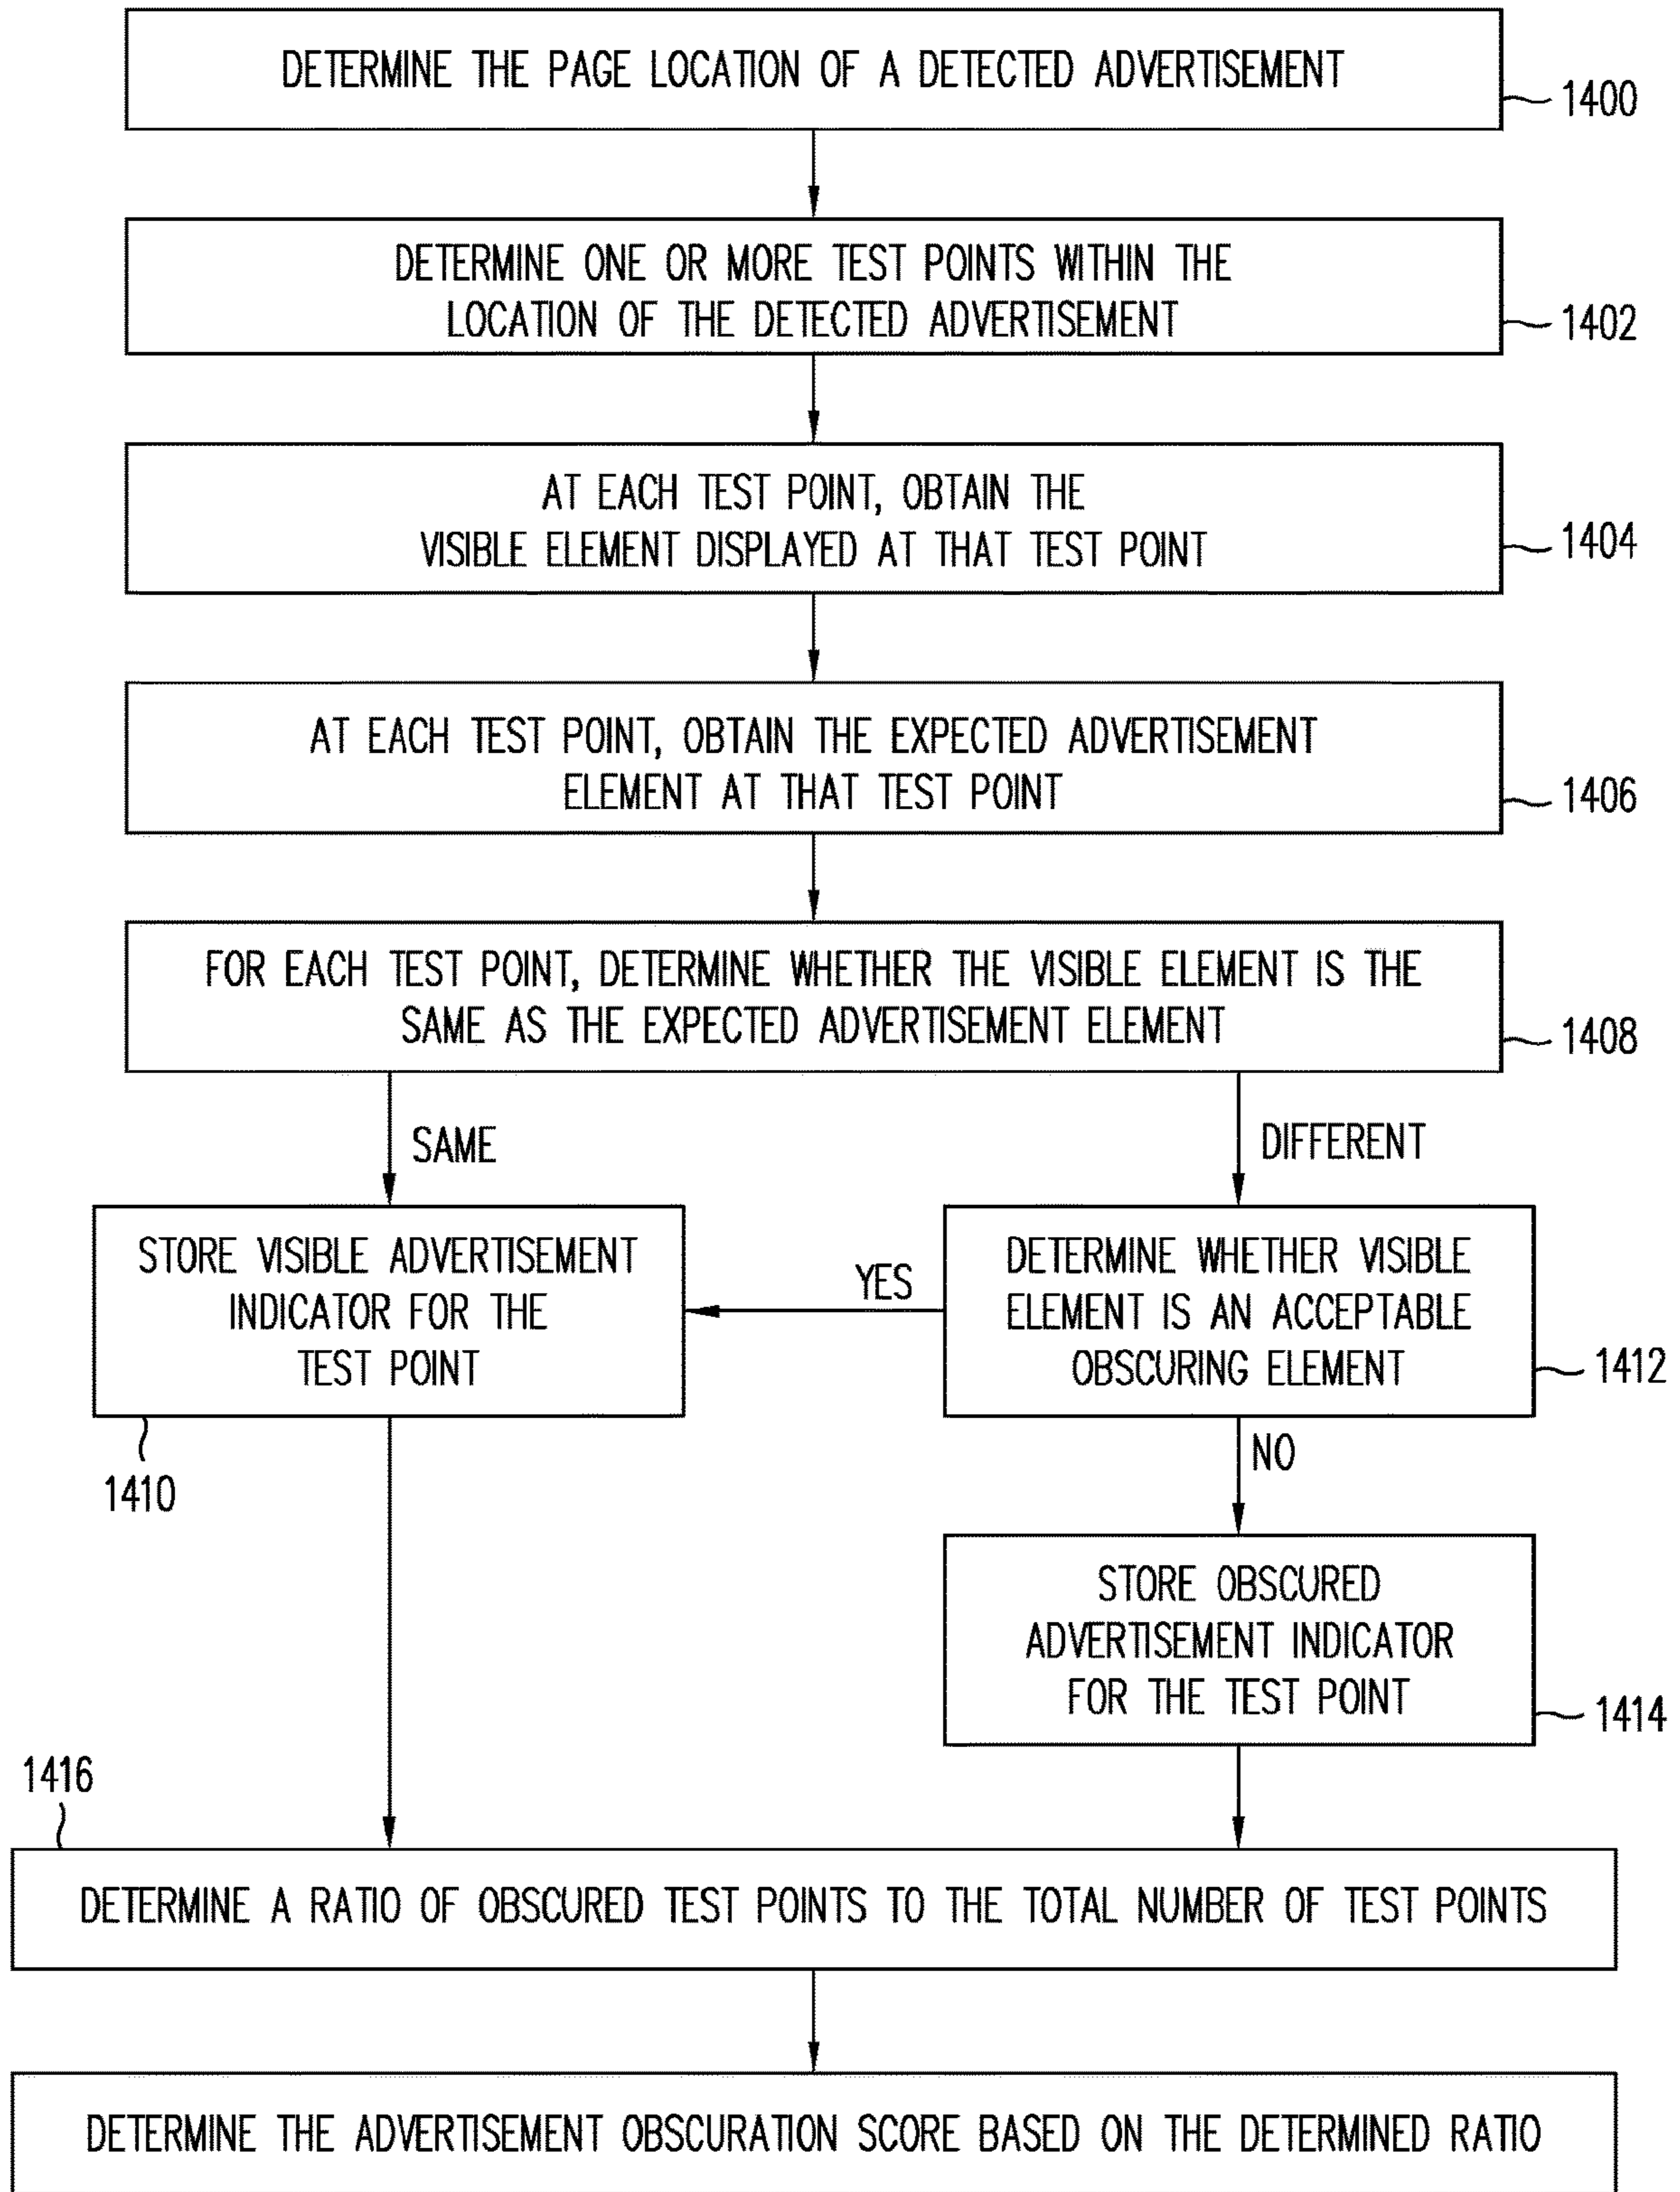 DETERMINE THE PAGE LOCATION OF A DETECTED ADVERTISEMENT
1400
DETERMINE ONE OR MORE TEST POINTS WITHIN THE
LOCATION OF THE DETECTED ADVERTISEMENT
1402
AT EACH TEST POINT, OBTAIN THE
VISIBLE ELEMENT DISPLAYED AT THAT TEST POINT
1404
AT EACH TEST POINT, OBTAIN THE EXPECTED ADVERTISEMENT
ELEMENT AT THAT TEST POINT
1406
FOR EACH TEST POINT, DETERMINE WHETHER THE VISIBLE ELEMENT IS THE
SAME AS THE EXPECTED ADVERTISEMENT ELEMENT
1408
SAME
DIFFERENT
STORE VISIBLE ADVERTISEMENT
INDICATOR FOR THE
TEST POINT
1410
YES
DETERMINE WHETHER VISIBLE
ELEMENT IS AN ACCEPTABLE
OBSCURING ELEMENT
1412
NO
STORE OBSCURED
ADVERTISEMENT INDICATOR
FOR THE TEST POINT
1414
1416
DETERMINE A RATIO OF OBSCURED TEST POINTS TO THE TOTAL NUMBER OF TEST POINTS
DETERMINE THE ADVERTISEMENT OBSCURATION SCORE BASED ON THE DETERMINED RATIO